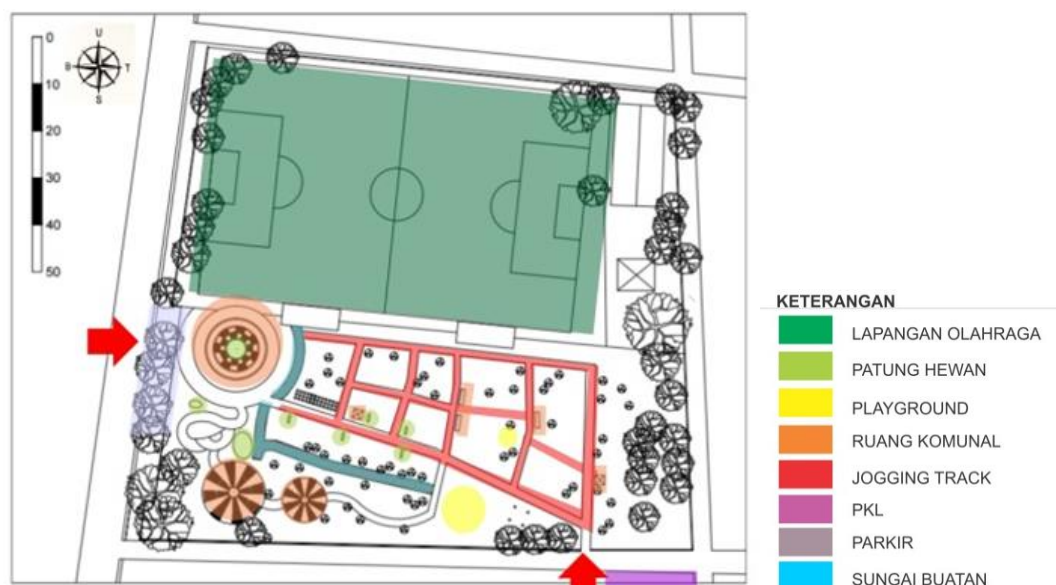 0
10
20
30
40
50
U
B
T
S
KETERANGAN
LAPANGAN OLAHRAGA
PATUNG HEWAN
PLAYGROUND
RUANG KOMUNAL
JOGGING TRACK
PKL
PARKIR
SUNGAI BUATAN